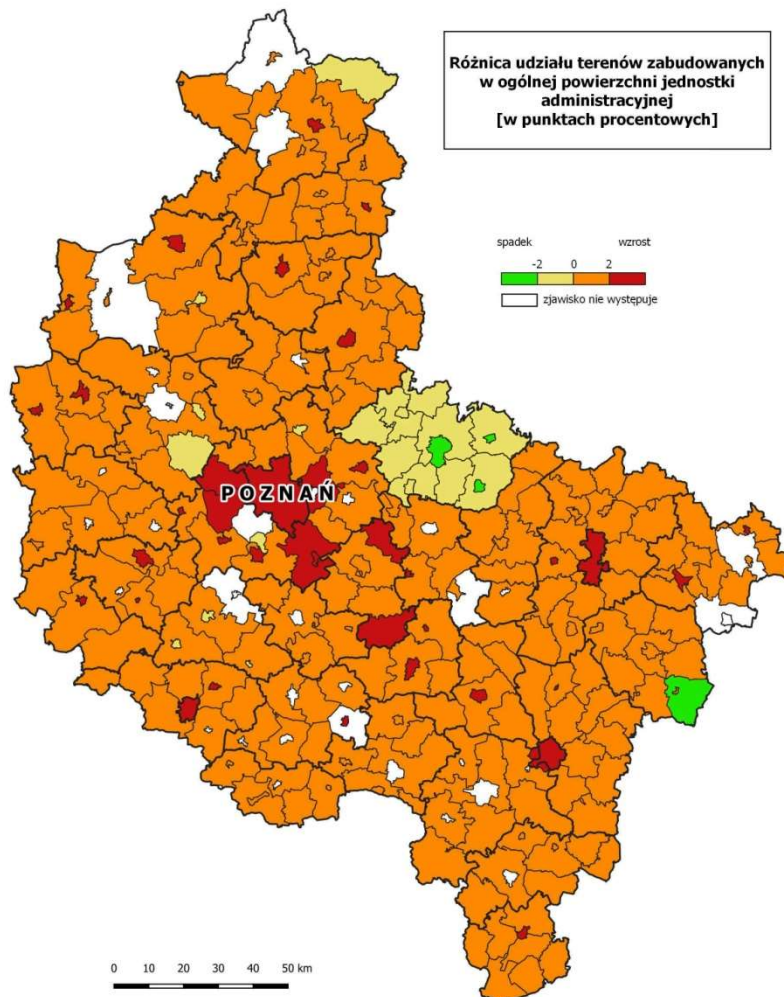 Różnica udziału terenów zabudowanych
w ogólnej powierzchni jednostki
administracyjnej
[w punktach procentowych]
spadek wzrost
-2 0 2
zjawisko nie występuje
POZNAŃ
0 10 20 30 40 50 km